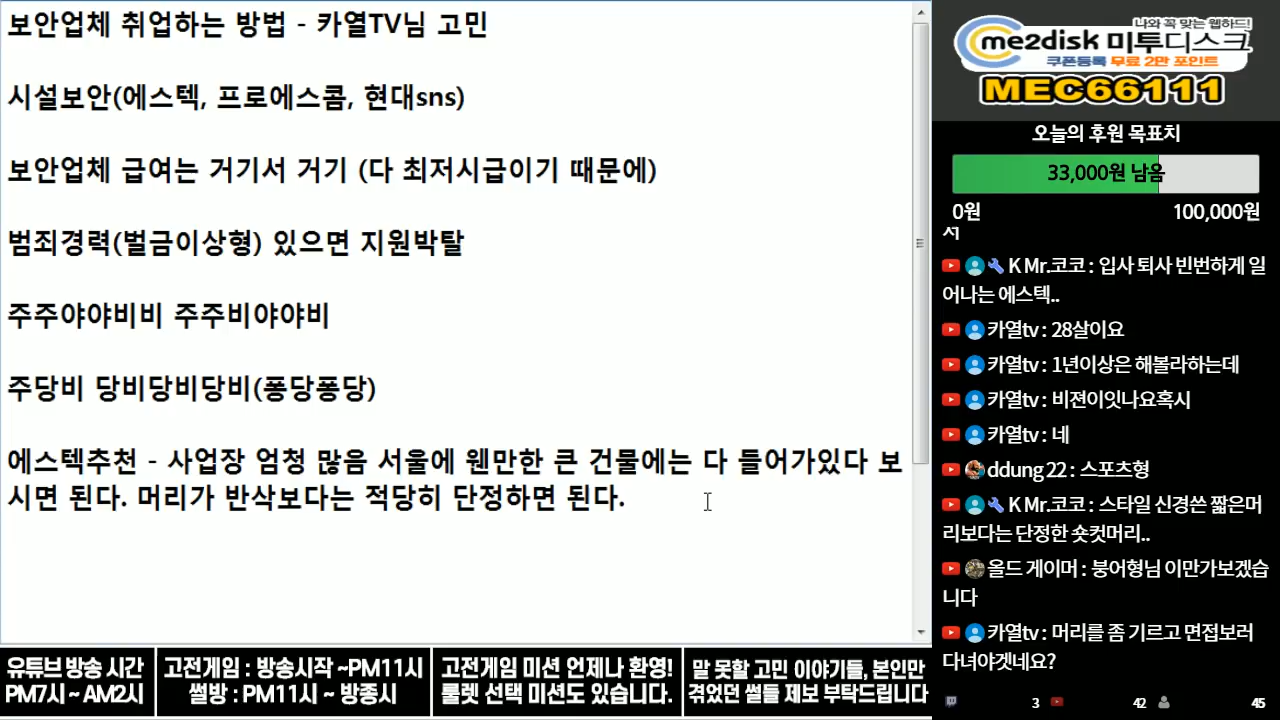 보안업체 취업하는 방법 - 카열TV님 고민
시설보안(에스텍, 프로에스콤, 현대sns)
보안업체 급여는 거기서 거기 (다 최저시급이기 때문에)
범죄경력(벌금이상형) 있으면 지원박탈
주주야야비비 주주비야야비
주당비 당비당비당비(퐁당퐁당)
에스텍추천 - 사업장 엄청 많음 서울에 웬만한 큰 건물에는 다 들어가있다 보
시면 된다. 머리가 반삭보다는 적당히 단정하면 된다.
나와 꼭 맞는 웹하드!
me2disk 미투디스크
쿠폰등록 무료 2만 포인트
MEC66111
오늘의 후원 목표치
33,000원 남음
0원 100,000원
서
K Mr.코코 : 입사 퇴사 빈번하게 일
어나는 에스텍..
카열tv : 28살이요
카열tv : 1년이상은 해볼라하는데
카열tv : 비젼이잇나요혹시
카열tv : 네
ddung 22 : 스포츠형
K Mr.코코 : 스타일 신경쓴 짧은머
리보다는 단정한 숏컷머리..
올드 게이머 : 붕어형님 이만가보겠습
니다
카열tv : 머리를 좀 기르고 면접보러
다녀야겟네요?
3 42 45
유튜브 방송 시간
PM7시 ~ AM2시
고전게임 : 방송시작 ~PM11시
썰방 : PM11시 ~ 방종시
고전게임 미션 언제나 환영!
룰렛 선택 미션도 있습니다.
말 못할 고민 이야기들, 본인만
겪었던 썰들 제보 부탁드립니다